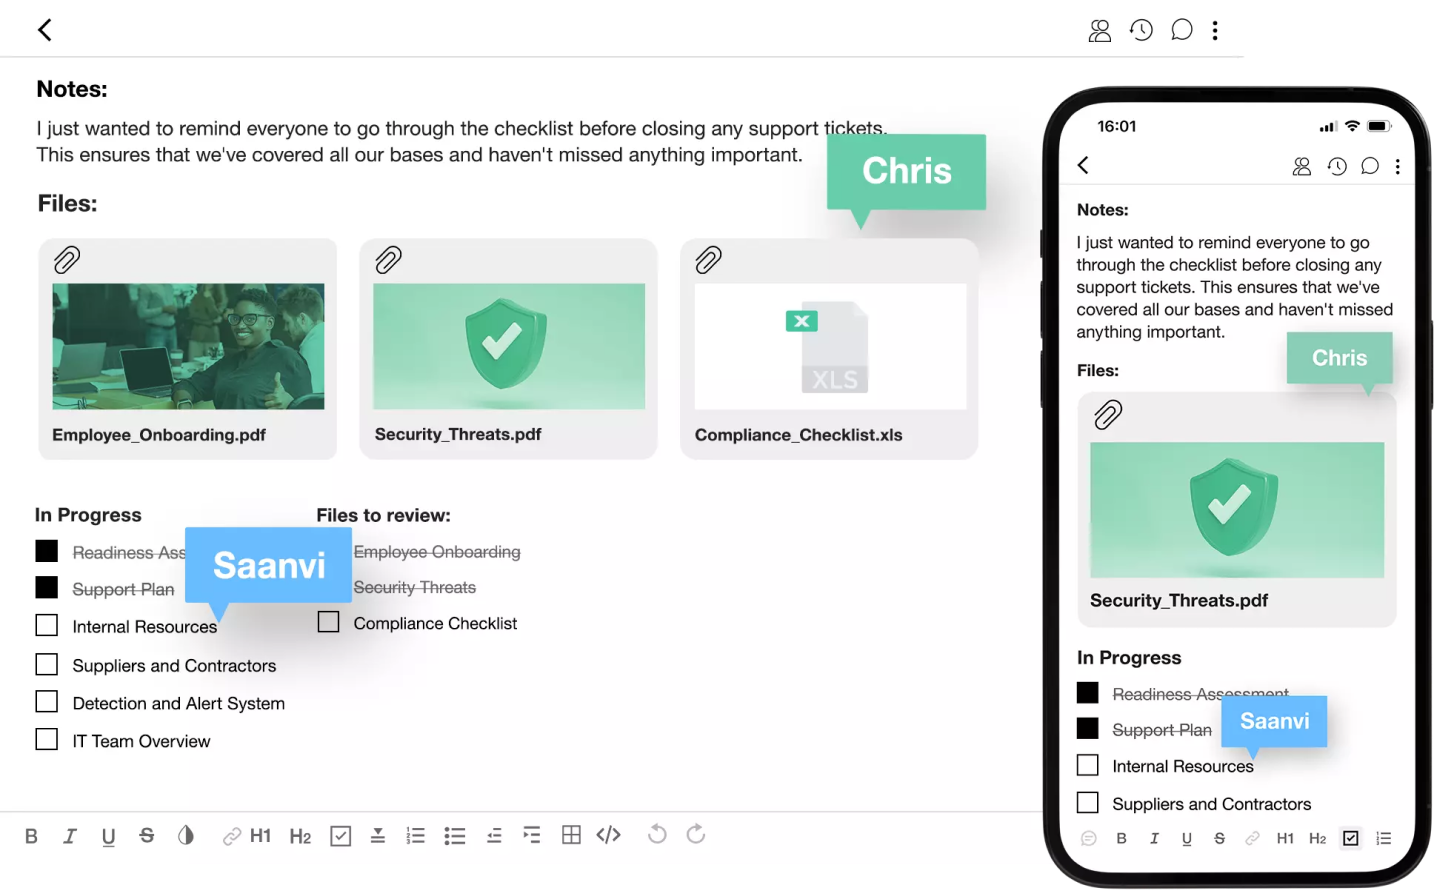 Notes:
I just wanted to remind everyone to go through the checklist before closing any support tickets.
This ensures that we've covered all our bases and haven't missed anything important.
Chris
Files:
Employee_Onboarding.pdf
Security_Threats.pdf
X
XLS
Compliance_Checklist.xls
In Progress
Readiness Ass
Support Plan
Internal Resources
Suppliers and Contractors
Detection and Alert System
IT Team Overview
Saanvi
Files to review:
Employee Onboarding
Security Threats
Compliance Checklist
B I U S H1 H2 </>
16:01
Notes:
I just wanted to remind everyone to go
through the checklist before closing any
support tickets. This ensures that we've
covered all our bases and haven't missed
anything important.
Chris
Files:
Security_Threats.pdf
In Progress
Readiness Assessment
Support Plan
Saanvi
Internal Resources
Suppliers and Contractors
B I U S H1 H2